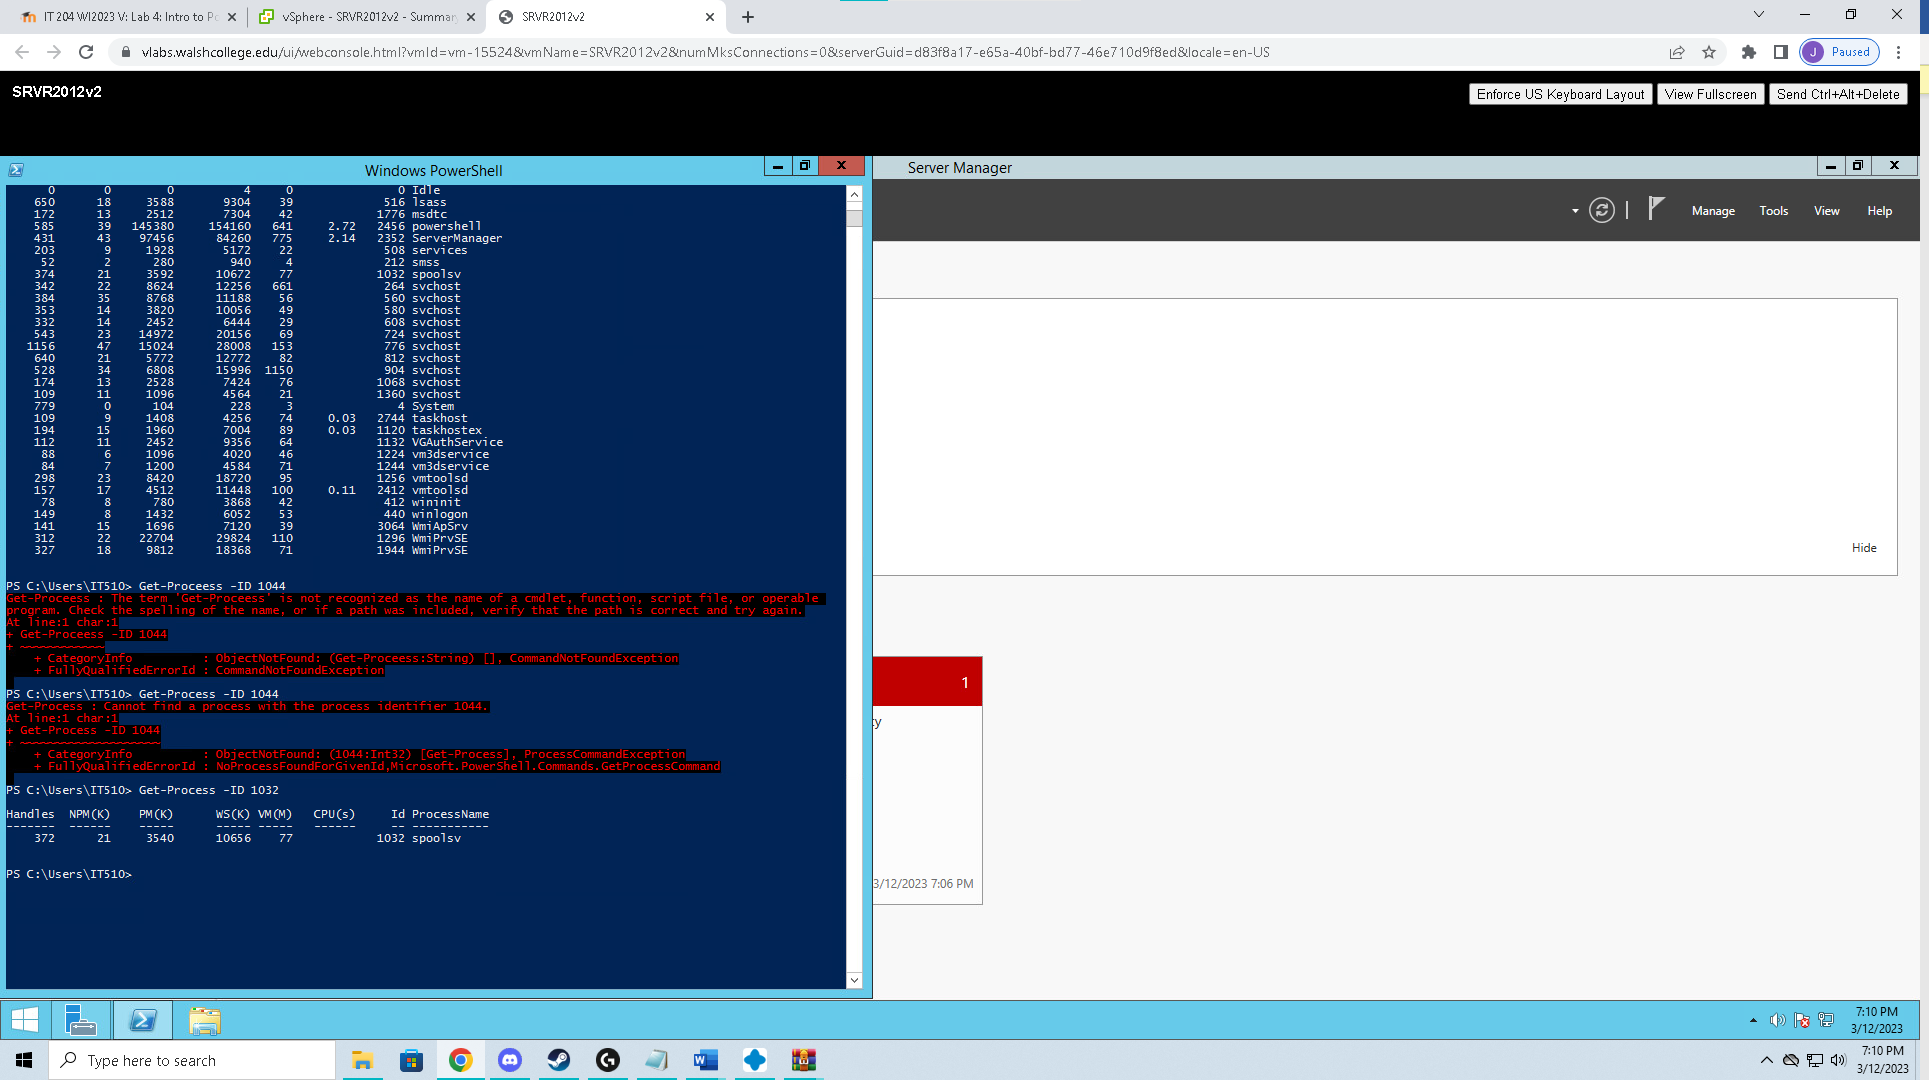 IT 204 WI2023 V: Lab 4: Intro to Po
vSphere - SRVR2012v2 - Summary
SRVR2012v2
vlabs.walshcollege.edu/ui/webconsole.html?vmId=vm-15524&vmName=SRVR2012v2&numMksConnections=0&serverGuid=d83f8a17-e65a-40bf-bd77-46e710d9f8ed&locale=en-US
J Paused
SRVR2012v2
Enforce US Keyboard Layout View Fullscreen Send Ctrl+Alt+Delete
Windows PowerShell
Server Manager
Manage Tools View Help
0 0 0 4 0 0 Idle
650 18 3588 9304 39 516 lsass
172 13 2512 7304 42 1776 msdtc
585 39 145380 154160 641 2.72 2456 powershell
431 43 97456 84260 775 2.14 2352 ServerManager
203 9 1928 5172 22 508 services
52 2 280 940 4 212 smss
374 21 3592 10672 77 1032 spoolsv
342 22 8624 12256 661 264 svchost
384 35 8768 11188 56 560 svchost
353 14 3820 10056 49 580 svchost
332 14 2452 6444 29 608 svchost
543 23 14972 20156 69 724 svchost
1156 47 15024 28008 153 776 svchost
640 21 5772 12772 82 812 svchost
528 34 6808 15996 1150 904 svchost
174 13 2528 7424 76 1068 svchost
109 11 1096 4564 21 1360 svchost
779 0 104 228 3 4 System
109 9 1408 4256 74 0.03 2744 taskhost
194 15 1960 7004 89 0.03 1120 taskhostex
112 11 2452 9356 64 1132 VGAuthService
88 6 1096 4020 46 1224 vm3dservice
84 7 1200 4584 71 1244 vm3dservice
298 23 8420 18720 95 1256 vmtoolsd
157 17 4512 11448 100 0.11 2412 vmtoolsd
78 8 780 3868 42 412 wininit
149 8 1432 6052 53 440 winlogon
141 15 1696 7120 39 3064 WmiApSrv
312 22 22704 29824 110 1296 WmiPrvSE
327 18 9812 18368 71 1944 WmiPrvSE
PS C:\Users\IT510> Get-Proceess -ID 1044
Get-Proceess : The term 'Get-Proceess' is not recognized as the name of a cmdlet, function, script file, or operable
program. Check the spelling of the name, or if a path was included, verify that the path is correct and try again.
At line:1 char:1
+ Get-Proceess -ID 1044
+ ~~~~~~~~~~~~
+ CategoryInfo : ObjectNotFound: (Get-Proceess:String) [], CommandNotFoundException
+ FullyQualifiedErrorId : CommandNotFoundException
PS C:\Users\IT510> Get-Process -ID 1044
Get-Process : Cannot find a process with the process identifier 1044.
At line:1 char:1
+ Get-Process -ID 1044
+ ~~~~~~~~~~~~~~~~~~~~
+ CategoryInfo : ObjectNotFound: (1044:Int32) [Get-Process], ProcessCommandException
+ FullyQualifiedErrorId : NoProcessFoundForGivenId,Microsoft.PowerShell.Commands.GetProcessCommand
PS C:\Users\IT510> Get-Process -ID 1032
Handles NPM(K) PM(K) WS(K) VM(M) CPU(s) Id ProcessName
------- ------ ----- ----- ----- ------ -- -----------
372 21 3540 10656 77 1032 spoolsv
PS C:\Users\IT510>
Hide
1
ty
3/12/2023 7:06 PM
7:10 PM
3/12/2023
Type here to search
7:10 PM
3/12/2023